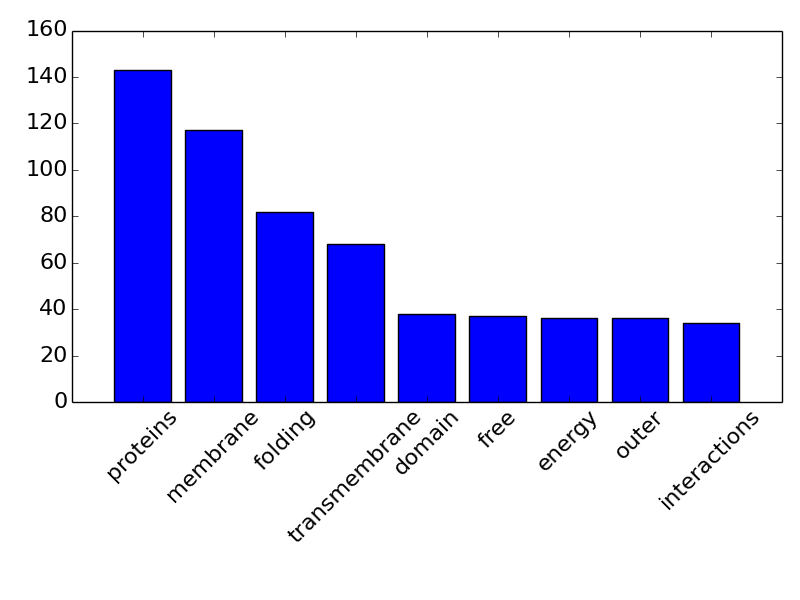 160
140
120
100
80
60
40
20
0
proteins
membrane
folding
transmembrane
domain
free
energy
outer
interactions